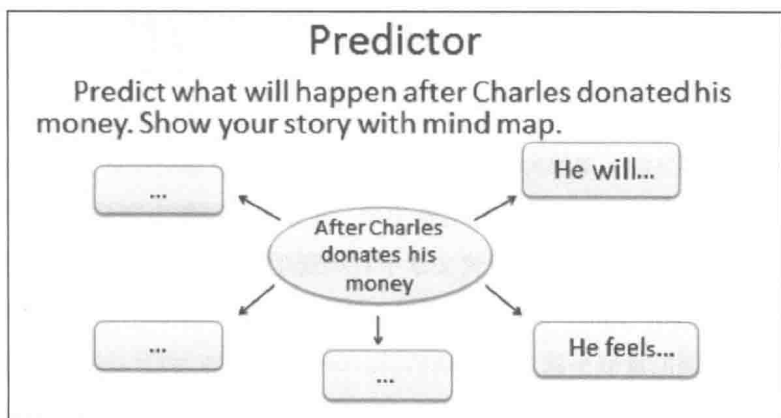 Predictor
Predict what will happen after Charles donated his
money. Show your story with mind map.
...
He will...
After Charles
donates his
money
...
...
He feels...